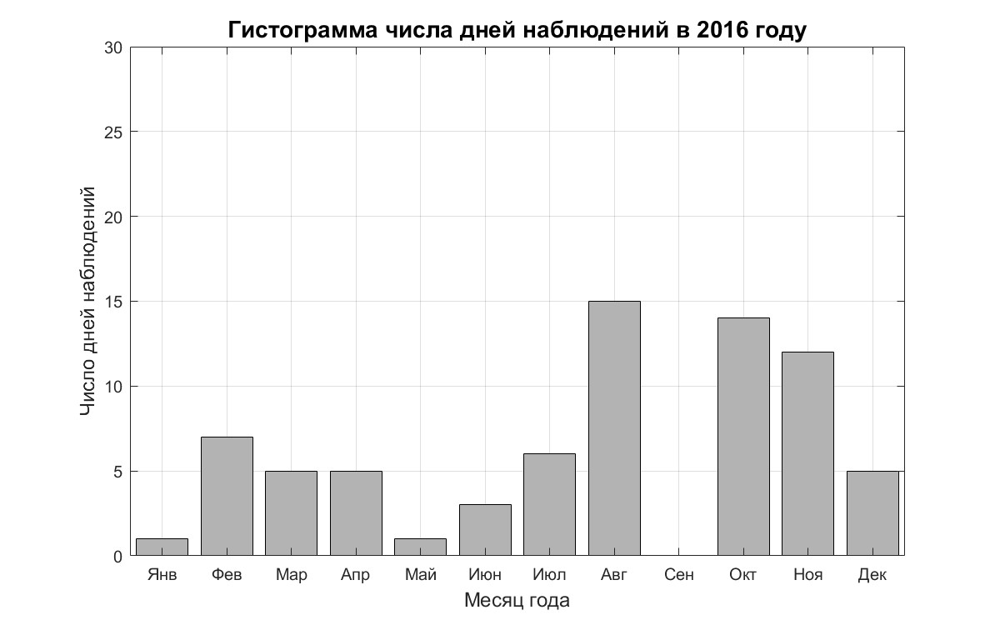 Гистограмма числа дней наблюдений в 2016 году
30
25
20
15
10
5
0
Число дней наблюдений
Янв Фев Мар Апр Май Июн Июл Авг Сен Окт Ноя Дек
Месяц года